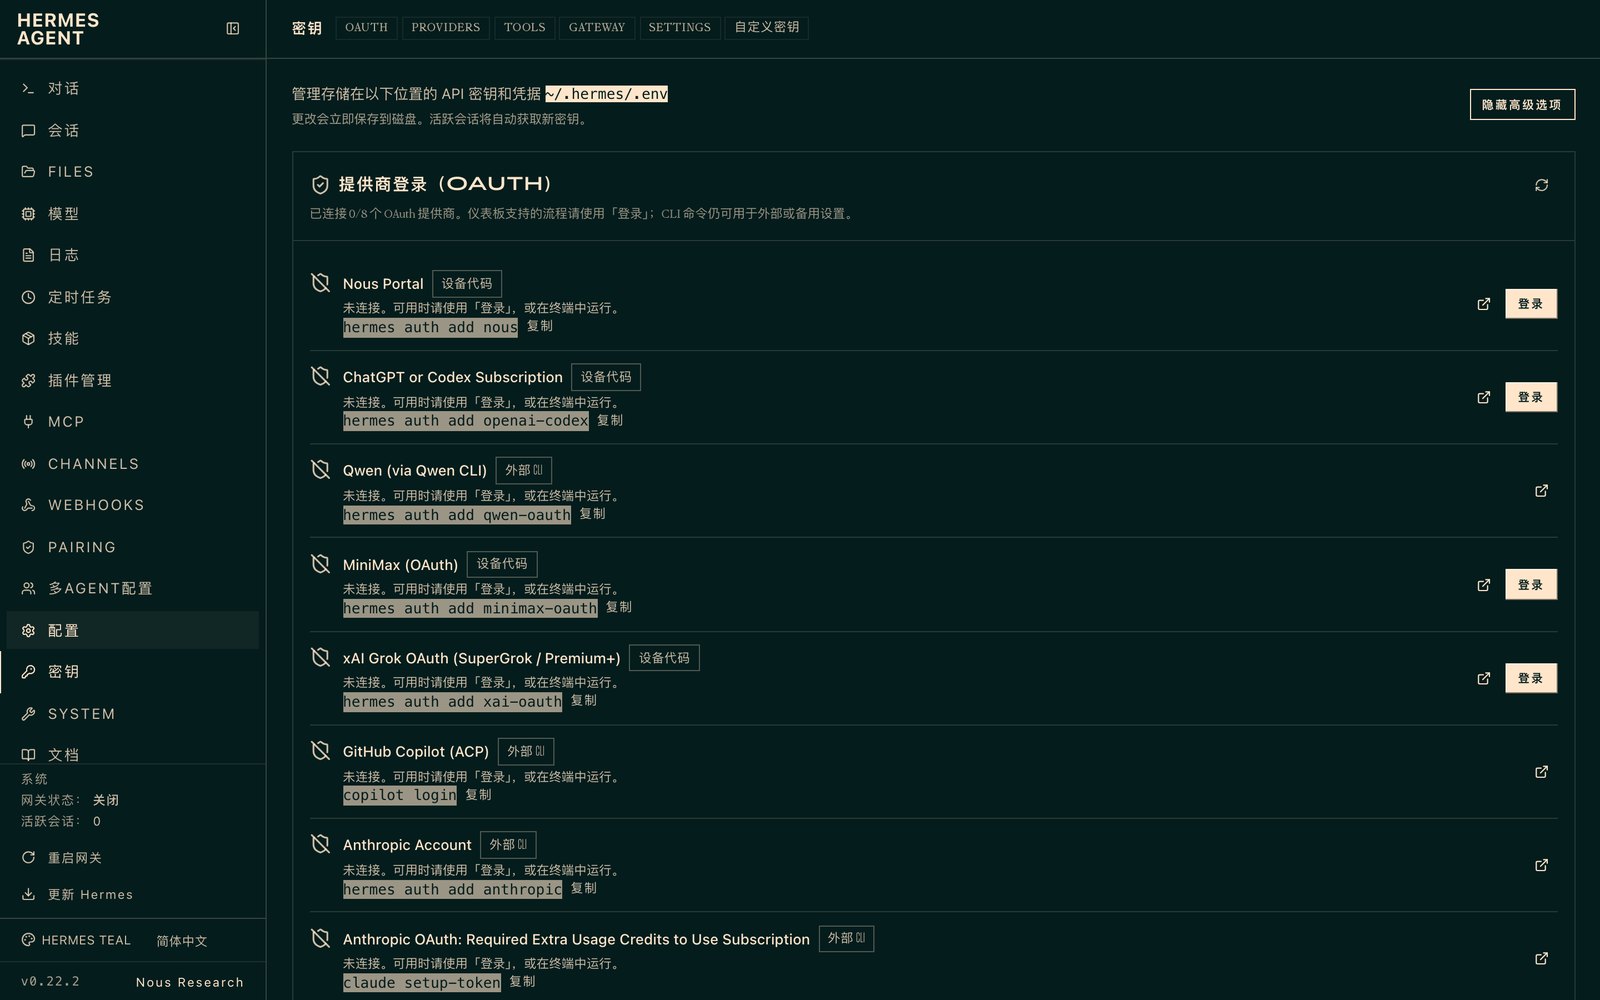 HERMES
AGENT
对话
会话
FILES
模型
日志
定时任务
技能
插件管理
MCP
CHANNELS
WEBHOOKS
PAIRING
多AGENT配置
配置
密钥
SYSTEM
文档
系统
网关状态： 关闭
活跃会话： 0
重启网关
更新 Hermes
HERMES TEAL 简体中文
v0.22.2 Nous Research
密钥 OAUTH PROVIDERS TOOLS GATEWAY SETTINGS 自定义密钥
管理存储在以下位置的 API 密钥和凭据 ~/.hermes/.env
更改会立即保存到磁盘。活跃会话将自动获取新密钥。
隐藏高级选项
提供商登录（OAUTH）
已连接 0/8 个 OAuth 提供商。仪表板支持的流程请使用「登录」；CLI 命令仍可用于外部或备用设置。
Nous Portal 设备代码
未连接。可用时请使用「登录」，或在终端中运行。
hermes auth add nous 复制
登录
ChatGPT or Codex Subscription 设备代码
未连接。可用时请使用「登录」，或在终端中运行。
hermes auth add openai-codex 复制
登录
Qwen (via Qwen CLI) 外部 CLI
未连接。可用时请使用「登录」，或在终端中运行。
hermes auth add qwen-oauth 复制
MiniMax (OAuth) 设备代码
未连接。可用时请使用「登录」，或在终端中运行。
hermes auth add minimax-oauth 复制
登录
xAI Grok OAuth (SuperGrok / Premium+) 设备代码
未连接。可用时请使用「登录」，或在终端中运行。
hermes auth add xai-oauth 复制
登录
GitHub Copilot (ACP) 外部 CLI
未连接。可用时请使用「登录」，或在终端中运行。
copilot login 复制
Anthropic Account 外部 CLI
未连接。可用时请使用「登录」，或在终端中运行。
hermes auth add anthropic 复制
Anthropic OAuth: Required Extra Usage Credits to Use Subscription 外部 CLI
未连接。可用时请使用「登录」，或在终端中运行。
claude setup-token 复制